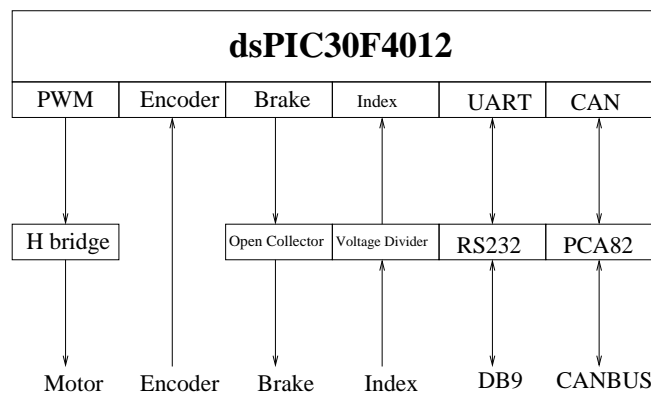 dsPIC30F4012
PWM Encoder Brake Index UART CAN
H bridge Open Collector Voltage Divider RS232 PCA82
Motor Encoder Brake Index DB9 CANBUS